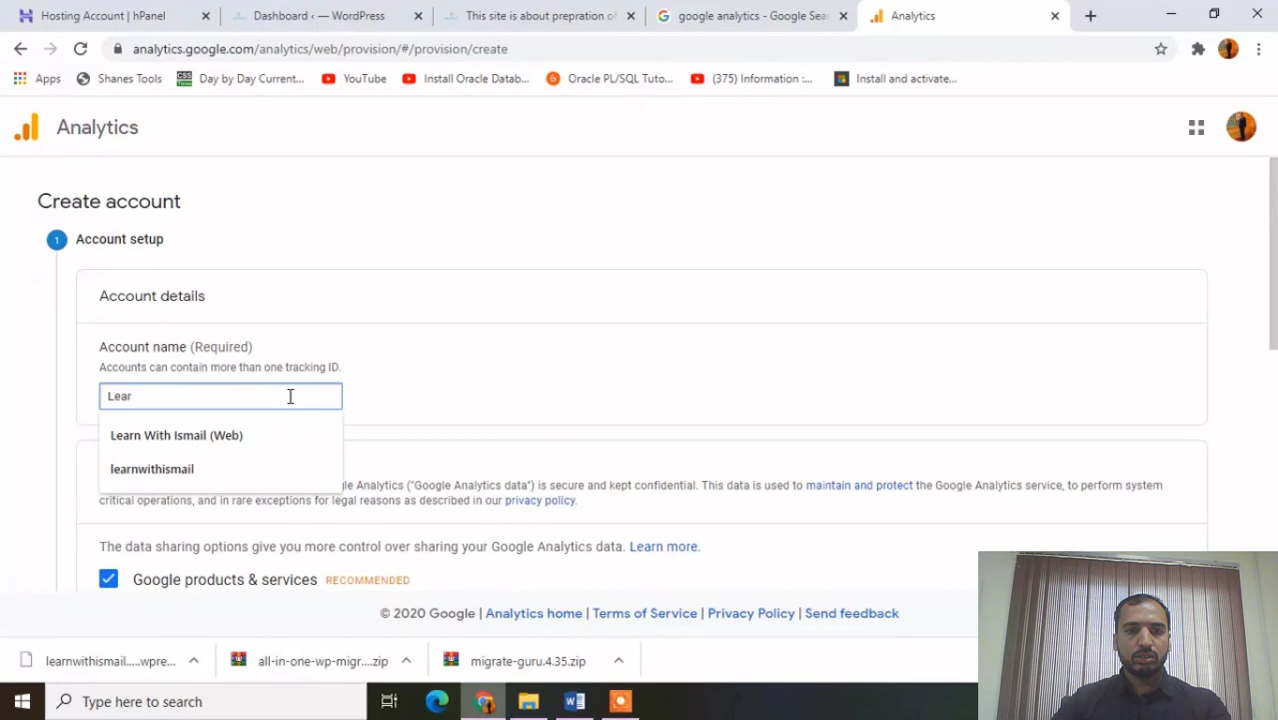 Hosting Account | hPanel
Dashboard ‹ — WordPress
This site is about prepration of
google analytics - Google Sear
Analytics
analytics.google.com/analytics/web/provision/#/provision/create
Apps
Shanes Tools
CSS
Day by Day Current...
YouTube
Install Oracle Datab...
Oracle PL/SQL Tuto...
(375) Information :...
Install and activate...
Analytics
Create account
1
Account setup
Account details
Account name (Required)
Accounts can contain more than one tracking ID.
Lear
Learn With Ismail (Web)
learnwithismail
gle Analytics ("Google Analytics data") is secure and kept confidential. This data is used to maintain and protect the Google Analytics service, to perform system
critical operations, and in rare exceptions for legal reasons as described in our privacy policy.
The data sharing options give you more control over sharing your Google Analytics data. Learn more.
Google products & services RECOMMENDED
© 2020 Google | Analytics home | Terms of Service | Privacy Policy | Send feedback
learnwithismail.....wpre...
all-in-one-wp-migr....zip
migrate-guru.4.35.zip
Type here to search